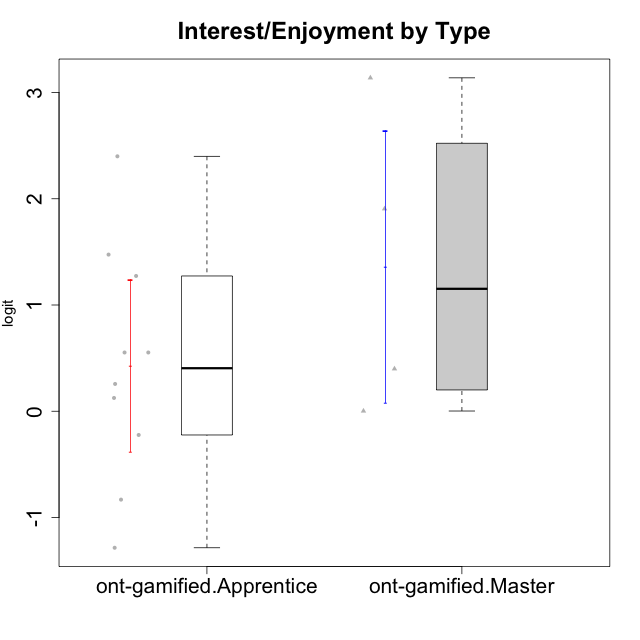 Interest/Enjoyment by Type
logit
3
2
1
0
-1
ont-gamified.Apprentice
ont-gamified.Master